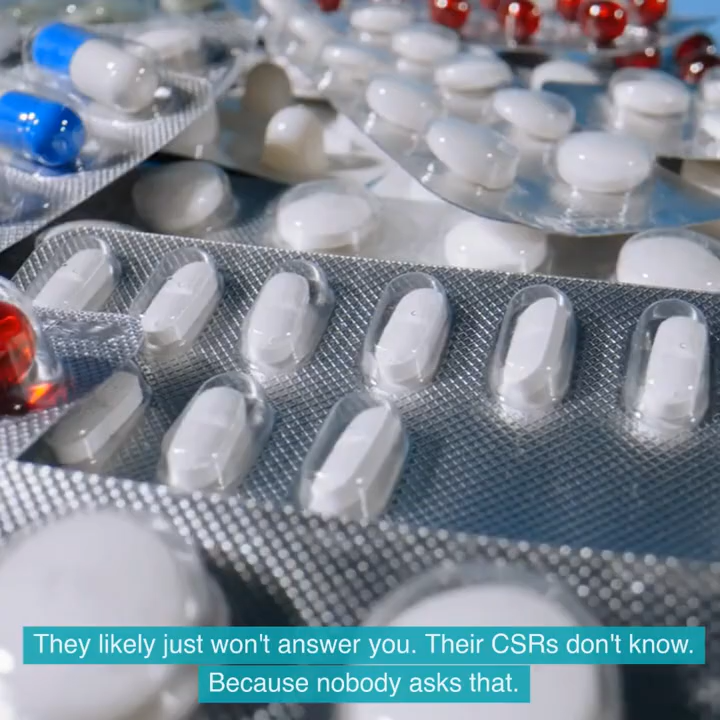 They likely just won't answer you. Their CSRs don't know.
Because nobody asks that.